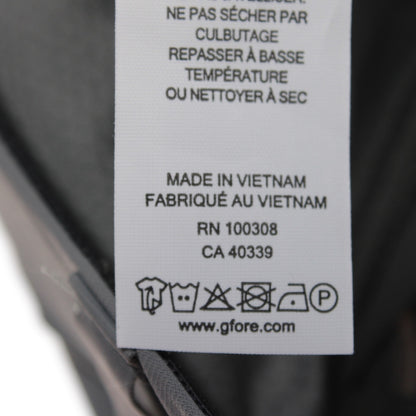 NE PAS SÉCHER PAR
CULBUTAGE
REPASSER À BASSE
TEMPÉRATURE
OU NETTOYER À SEC
MADE IN VIETNAM
FABRIQUÉ AU VIETNAM
RN 100308
CA 40339
P
www.gfore.com